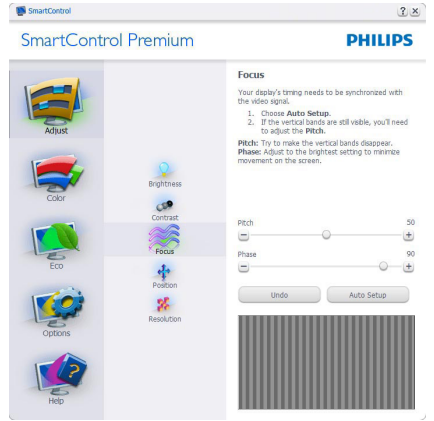 SmartControl
SmartControl Premium
PHILIPS
Adjust
Color
Eco
Options
Help
Brightness
Contrast
Focus
Position
Resolution
Focus
Your display's timing needs to be synchronized with
the video signal.
1. Choose Auto Setup.
2. If the vertical bands are still visible, you'll need
to adjust the Pitch.
Pitch: Try to make the vertical bands disappear.
Phase: Adjust to the brightest setting to minimize
movement on the screen.
Pitch 50
Phase 90
Undo Auto Setup